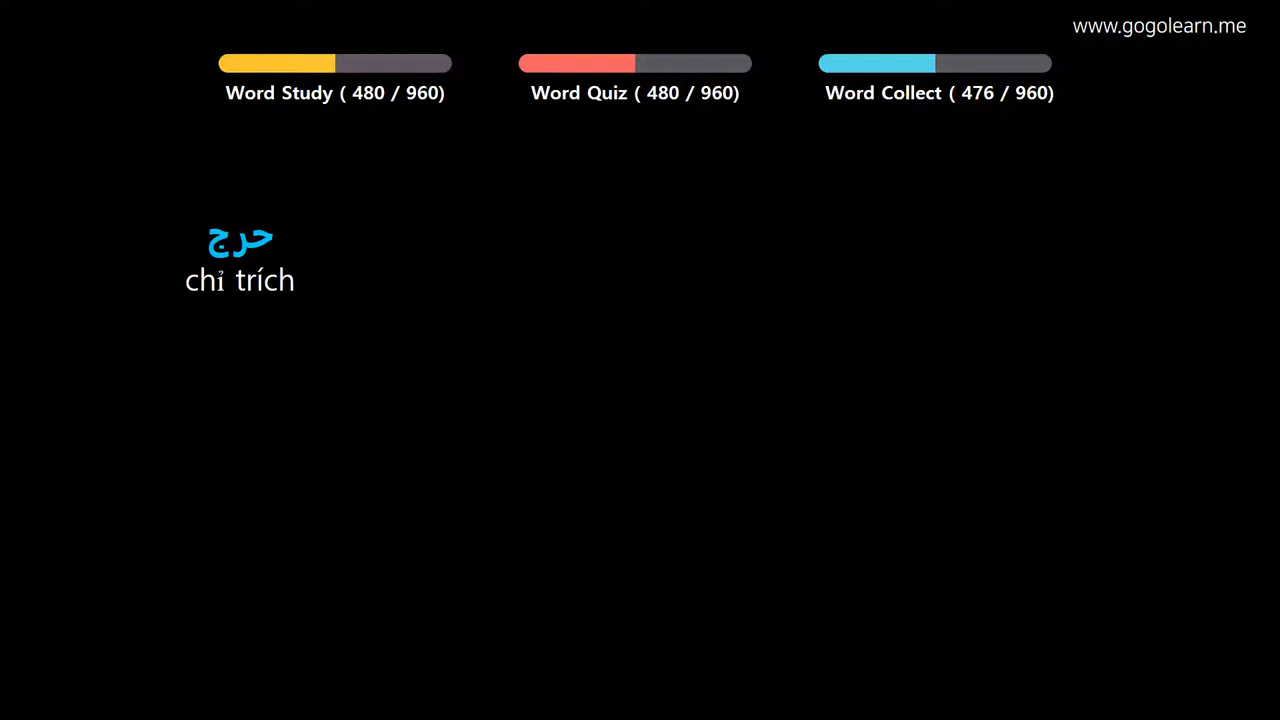 www.gogolearn.me
Word Study ( 480 / 960)
Word Quiz ( 480 / 960)
Word Collect ( 476 / 960)
حرج
chỉ trích